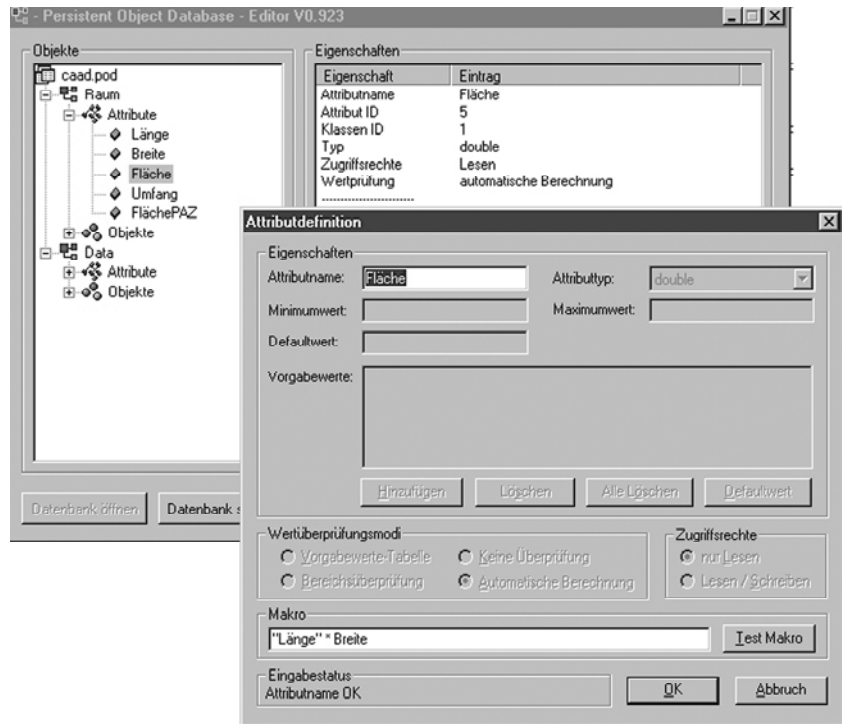 - Persistent Object Database - Editor V0.923
Objekte
caad.pod
Raum
Attribute
Länge
Breite
Fläche
Umfang
FlächePAZ
Objekte
Data
Attribute
Objekte
Datenbank öffnen
Datenbank s
Eigenschaften
Eigenschaft Eintrag
Attributname Fläche
Attribut ID 5
Klassen ID 1
Typ double
Zugriffsrechte Lesen
Wertprüfung automatische Berechnung
------------------------
Attributdefinition
Eigenschaften
Attributname: Fläche Attributtyp: double
Minimumwert: Maximumwert:
Defaultwert:
Vorgabewerte:
Hinzufügen Löschen Alle Löschen Defaultwert
Wertüberprüfungsmodi
Vorgabewerte-Tabelle Keine Überprüfung
Bereichsüberprüfung Automatische Berechnung
Zugriffsrechte
nur Lesen
Lesen / Schreiben
Makro
"Länge" * Breite Test Makro
Eingabestatus
Attributname OK
OK Abbruch